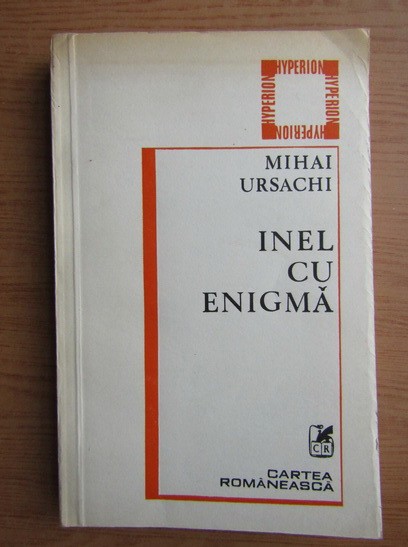 HYPERION
HYPERION
HYPERION
HYPERION
MIHAI
URSACHI
INEL
CU
ENIGMĂ
CR
CARTEA
ROMÂNEASCĂ